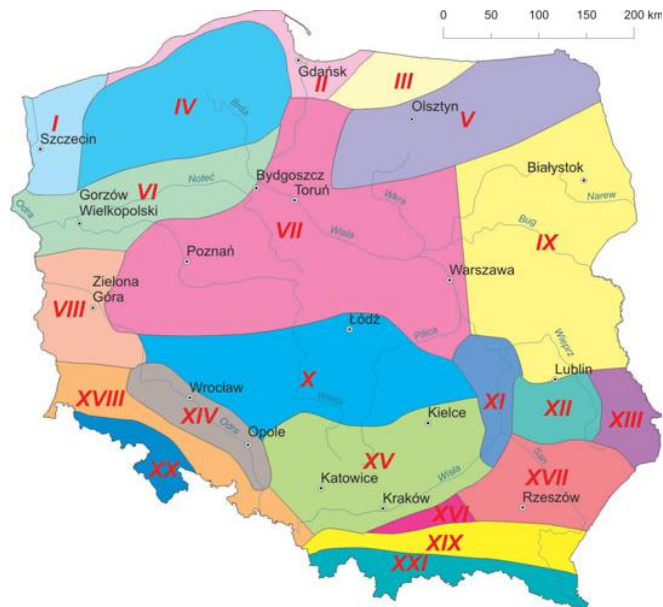 0 50 100 150 200 km
Gdańsk
I
II
III
IV
Olsztyn
V
Szczecin
Brda
Białystok
Bydgoszcz
VI
Noteć
Toruń
Wkra
Narew
Odra
Gorzów
Wielkopolski
VII
Wisła
Bug
IX
Poznań
Warszawa
Zielona
Góra
VIII
Łódź
Pilica
Wieprz
Lublin
X
Warta
XI
XII
XIII
Wrocław
XVIII
XIV
Odra
Opole
Kielce
XX
XV
Katowice
Wisła
Kraków
San
XVII
Rzeszów
XVI
XIX
XXI